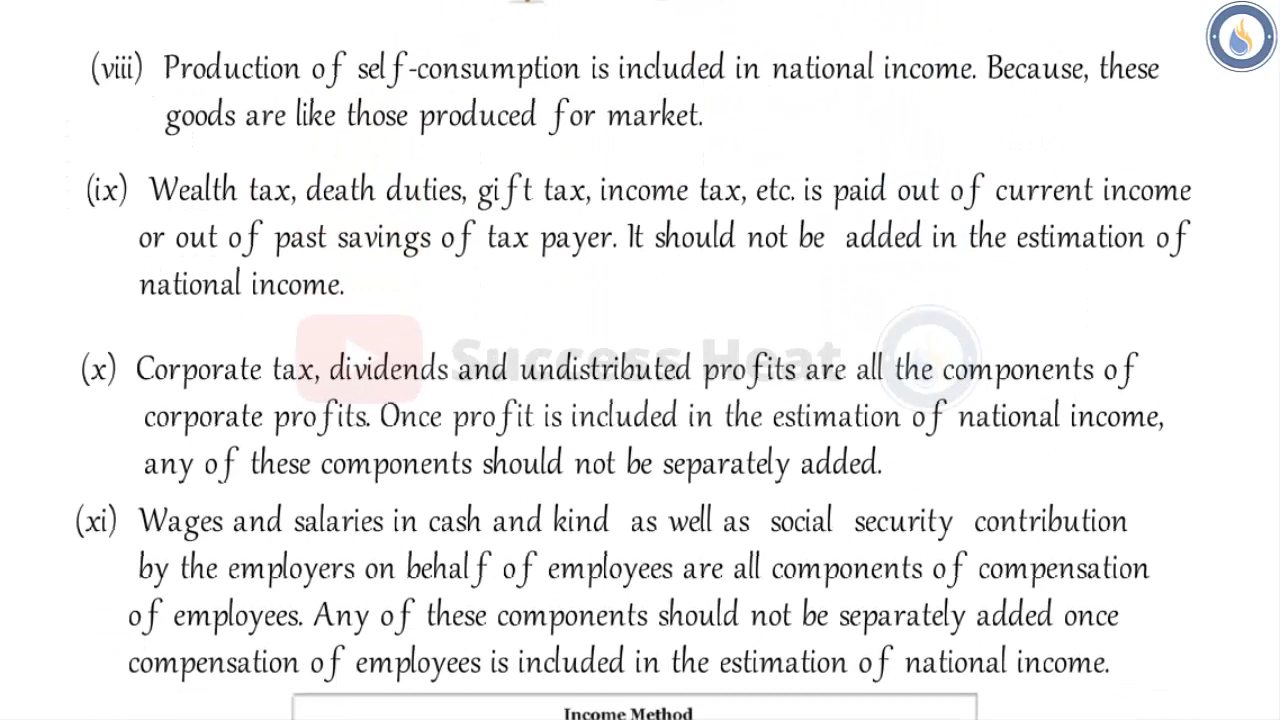 (viii) Production of self-consumption is included in national income. Because, these
goods are like those produced for market.
(ix) Wealth tax, death duties, gift tax, income tax, etc. is paid out of current income
or out of past savings of tax payer. It should not be added in the estimation of
national income.
Success Heat
(x) Corporate tax, dividends and undistributed profits are all the components of
corporate profits. Once profit is included in the estimation of national income,
any of these components should not be separately added.
(xi) Wages and salaries in cash and kind as well as social security contribution
by the employers on behalf of employees are all components of compensation
of employees. Any of these components should not be separately added once
compensation of employees is included in the estimation of national income.
Income Method